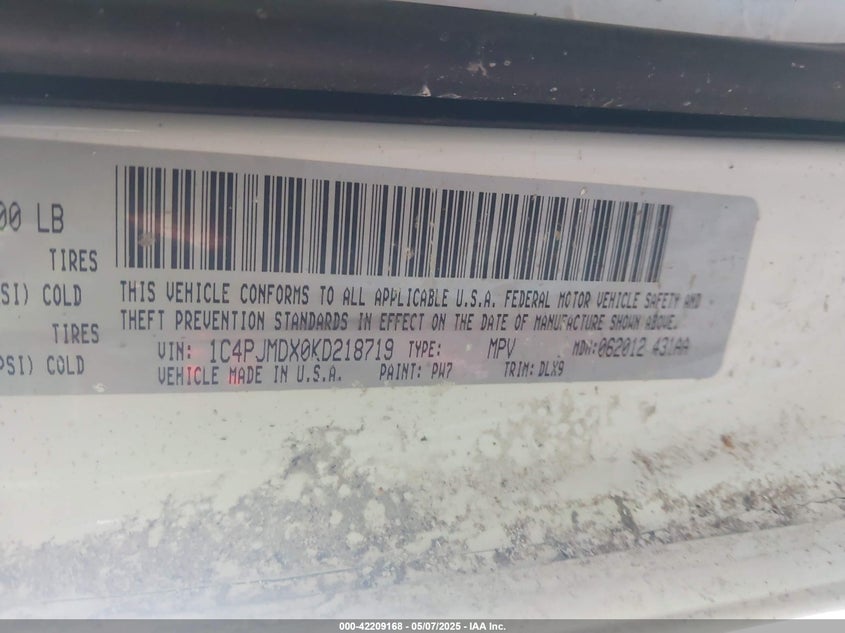 00 LB
TIRES
SI) COLD
TIRES
PSI) COLD
THIS VEHICLE CONFORMS TO ALL APPLICABLE U.S.A. FEDERAL MOTOR VEHICLE SAFETY AND
THEFT PREVENTION STANDARDS IN EFFECT ON THE DATE OF MANUFACTURE SHOWN ABOVE.
VIN: 1C4PJMDX0KD218719 TYPE: MPV MDH: 062012 431AA
VEHICLE MADE IN U.S.A. PAINT: PW7 TRIM: DLX9
000-42209168 - 05/07/2025 - IAA Inc.